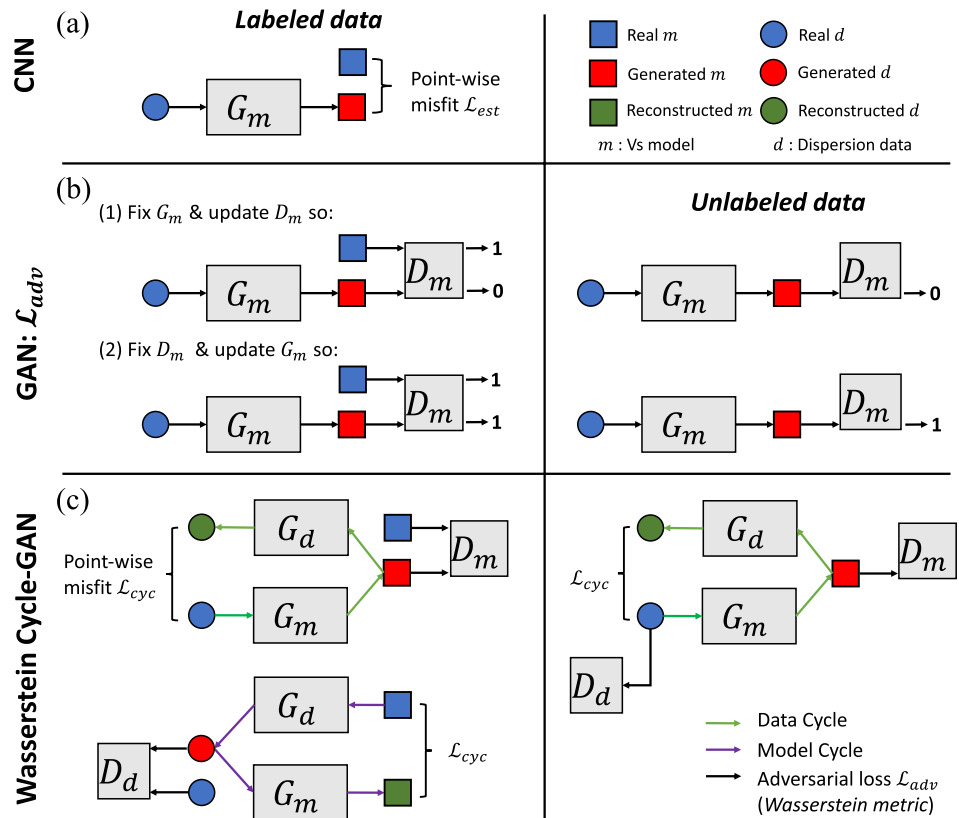 (a)
CNN
Labeled data
G_m
Point-wise
misfit ℒ_est
Real m
Generated m
Reconstructed m
m : Vs model
Real d
Generated d
Reconstructed d
d : Dispersion data
(b)
GAN: ℒ_adv
(1) Fix G_m & update D_m so:
G_m
D_m
1
0
(2) Fix D_m & update G_m so:
G_m
D_m
1
1
Unlabeled data
G_m
D_m
0
G_m
D_m
1
(c)
Wasserstein Cycle-GAN
Point-wise
misfit ℒ_cyc
G_d
G_m
D_m
G_d
G_m
D_d
ℒ_cyc
ℒ_cyc
G_d
G_m
D_m
D_d
Data Cycle
Model Cycle
Adversarial loss ℒ_adv
(Wasserstein metric)